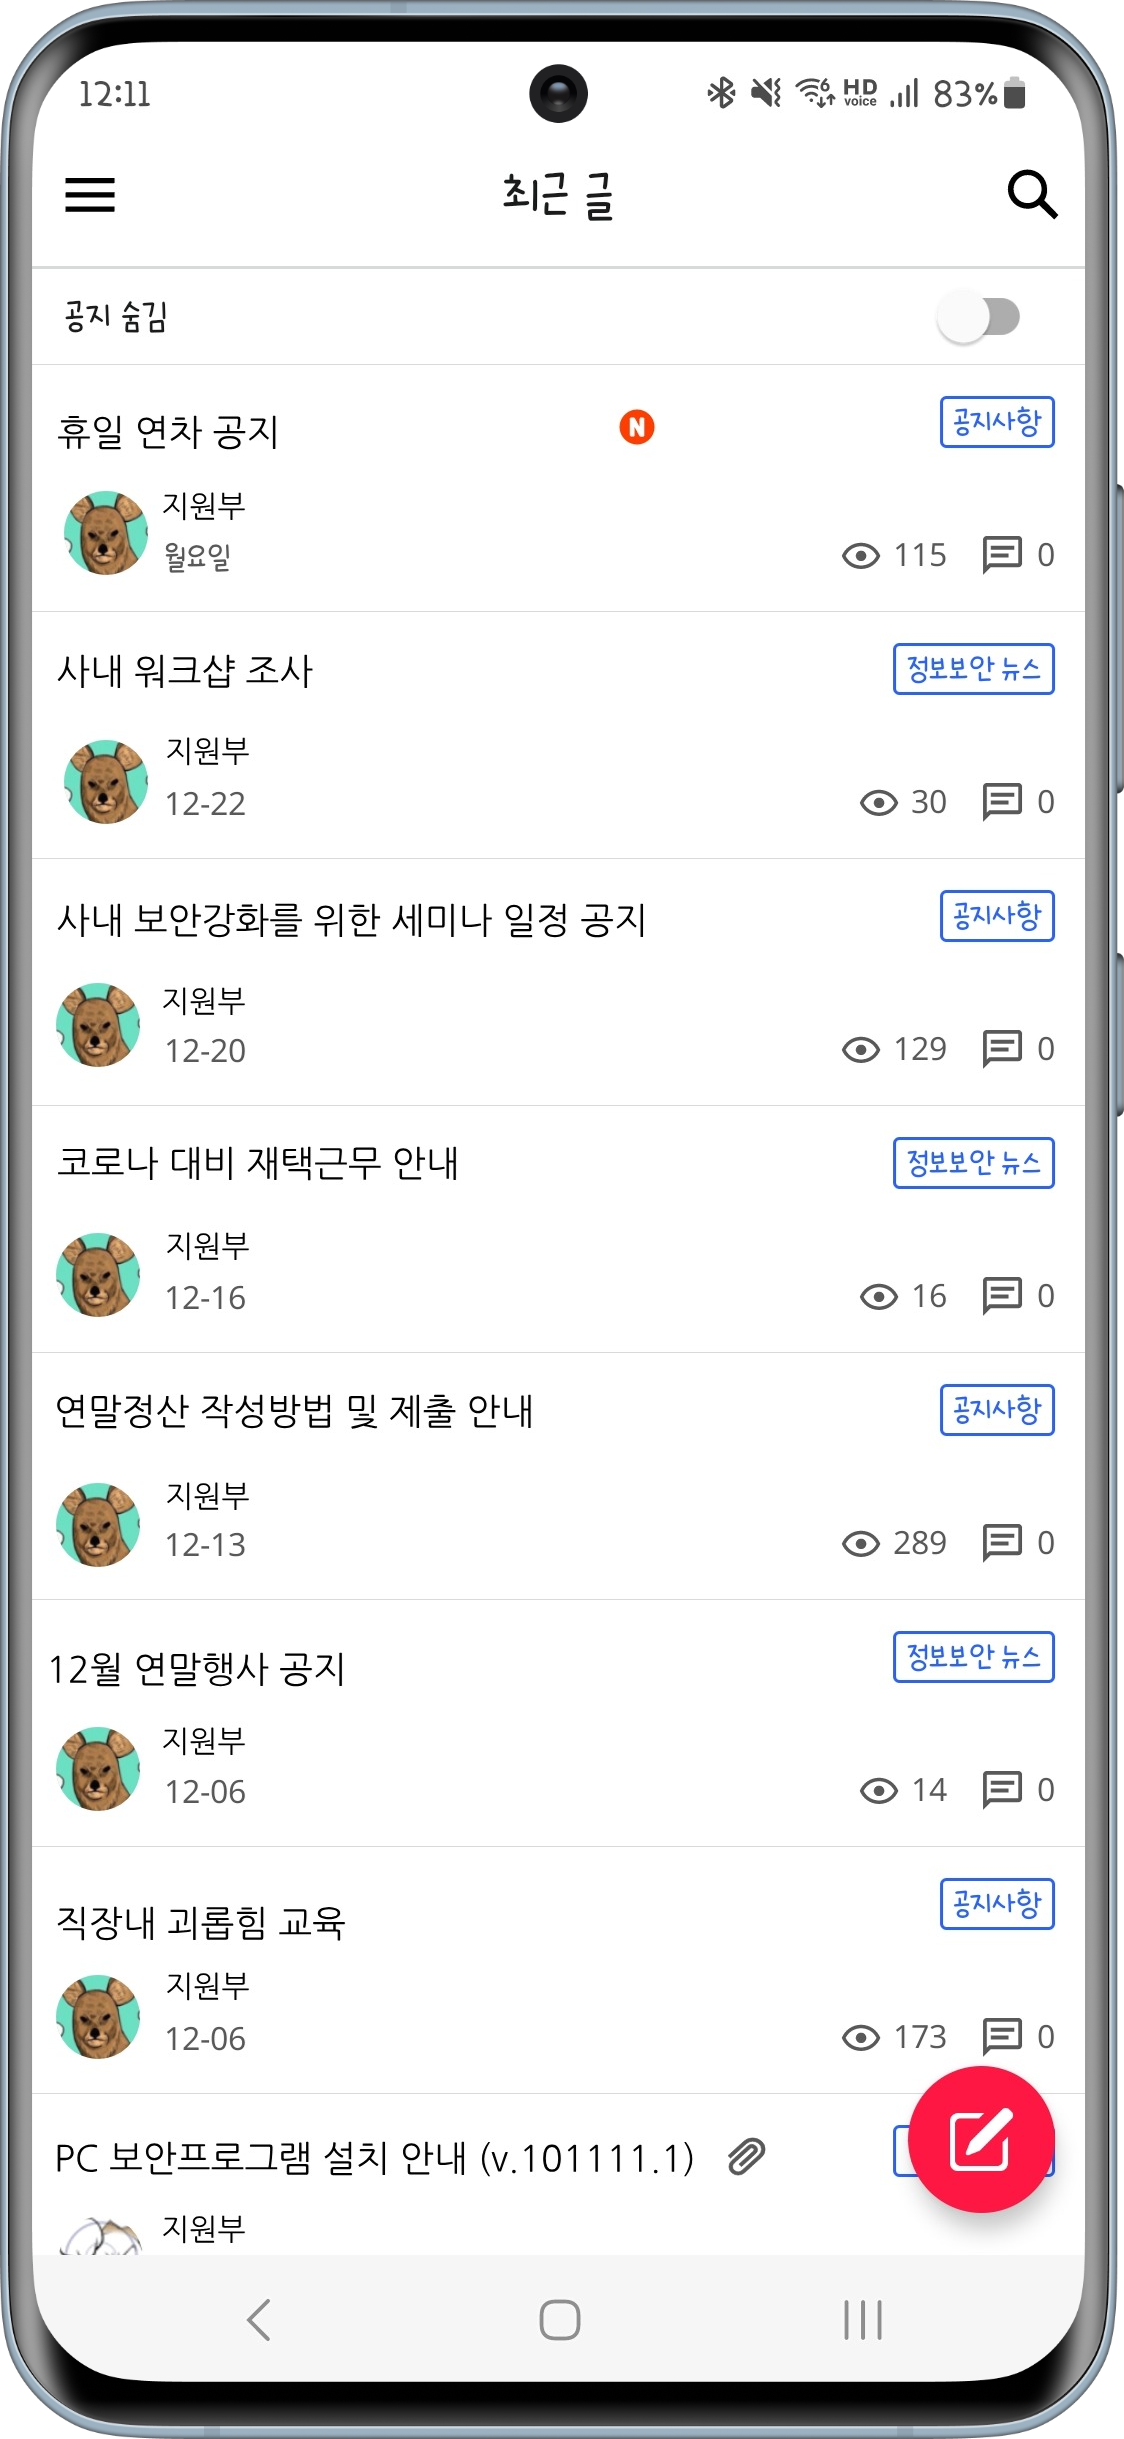 12:11
6
HD voice
83%
최근 글
공지 숨김
휴일 연차 공지
N
공지사항
지원부
월요일
115
0
사내 워크샵 조사
정보보안 뉴스
지원부
12-22
30
0
사내 보안강화를 위한 세미나 일정 공지
공지사항
지원부
12-20
129
0
코로나 대비 재택근무 안내
정보보안 뉴스
지원부
12-16
16
0
연말정산 작성방법 및 제출 안내
공지사항
지원부
12-13
289
0
12월 연말행사 공지
정보보안 뉴스
지원부
12-06
14
0
직장내 괴롭힘 교육
공지사항
지원부
12-06
173
0
PC 보안프로그램 설치 안내 (v.101111.1)
지원부